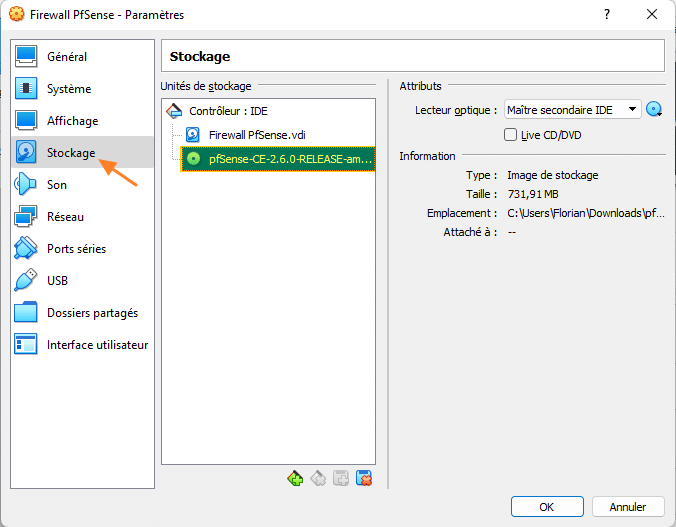 Firewall PfSense - Paramètres
?
Général
Système
Affichage
Stockage
Son
Réseau
Ports séries
USB
Dossiers partagés
Interface utilisateur
Stockage
Unités de stockage
Contrôleur : IDE
Firewall PfSense.vdi
pfSense-CE-2.6.0-RELEASE-am...
Attributs
Lecteur optique : Maître secondaire IDE
Live CD/DVD
Information
Type : Image de stockage
Taille : 731,91 MB
Emplacement : C:\Users\Florian\Downloads\pf...
Attaché à : --
OK
Annuler